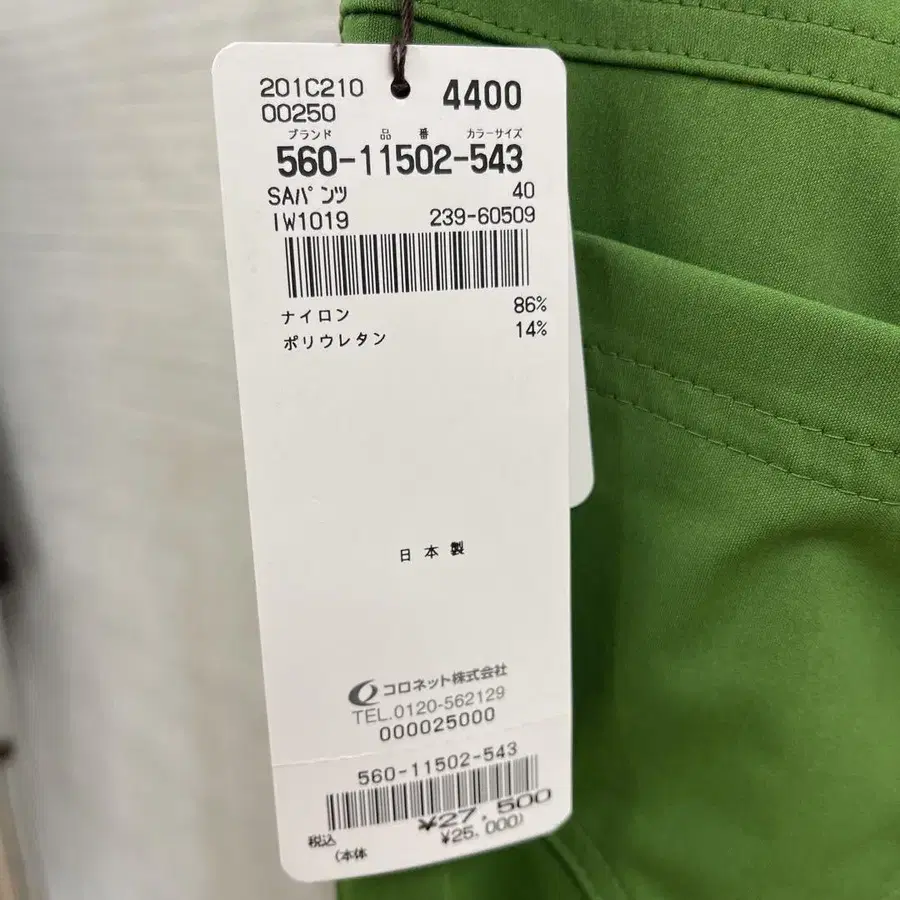 201C210 4400
00250
ブランド 品 番 カラーサイズ
560-11502-543
SAパンツ 40
IW1019 239-60509
ナイロン 86%
ポリウレタン 14%
日本製
コロネット株式会社
TEL.0120-562129
000025000
560-11502-543
税込 ¥27,500
(本体 ¥25,000)